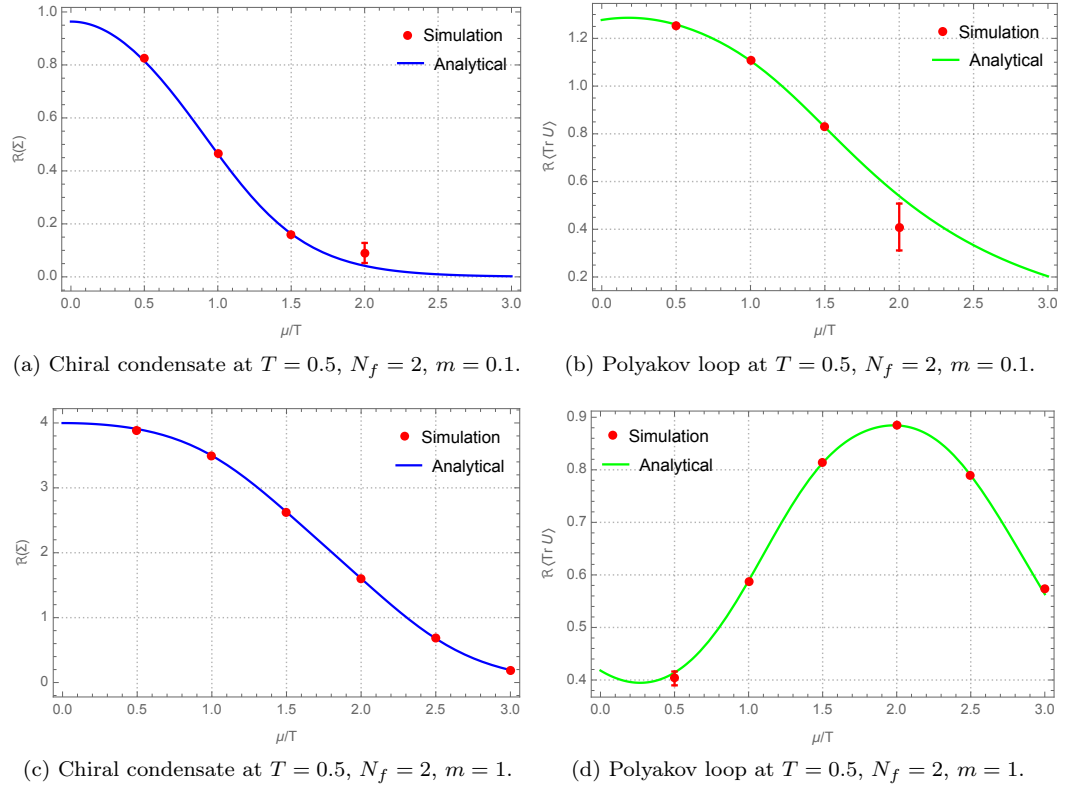 1.0
0.8
0.6
0.4
0.2
0.0
ℜ⟨Σ⟩
Simulation
Analytical
0.0 0.5 1.0 1.5 2.0 2.5 3.0
μ/T
(a) Chiral condensate at T = 0.5, N_f = 2, m = 0.1.
1.2
1.0
0.8
0.6
0.4
0.2
ℜ⟨Tr U⟩
Simulation
Analytical
0.0 0.5 1.0 1.5 2.0 2.5 3.0
μ/T
(b) Polyakov loop at T = 0.5, N_f = 2, m = 0.1.
4
3
2
1
0
ℜ⟨Σ⟩
Simulation
Analytical
0.0 0.5 1.0 1.5 2.0 2.5 3.0
μ/T
(c) Chiral condensate at T = 0.5, N_f = 2, m = 1.
0.9
0.8
0.7
0.6
0.5
0.4
ℜ⟨Tr U⟩
Simulation
Analytical
0.0 0.5 1.0 1.5 2.0 2.5 3.0
μ/T
(d) Polyakov loop at T = 0.5, N_f = 2, m = 1.